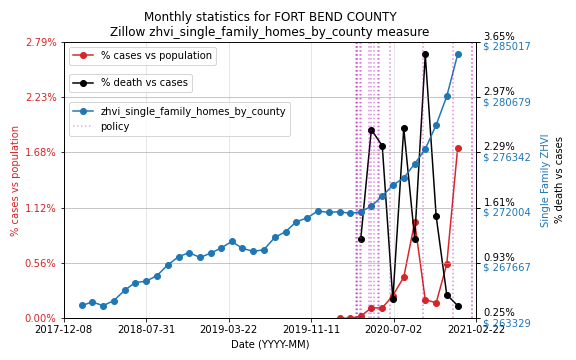 Monthly statistics for FORT BEND COUNTY
Zillow zhvi_single_family_homes_by_county measure
% cases vs population
% death vs cases
zhvi_single_family_homes_by_county
policy
2.79%
2.23%
1.68%
1.12%
0.56%
0.00%
% cases vs population
3.65%
$ 285017
2.97%
$ 280679
2.29%
$ 276342
1.61%
$ 272004
0.93%
$ 267667
0.25%
$ 263329
Single Family ZHVI
% death vs cases
2017-12-08
2018-07-31
2019-03-22
2019-11-11
2020-07-02
2021-02-22
Date (YYYY-MM)